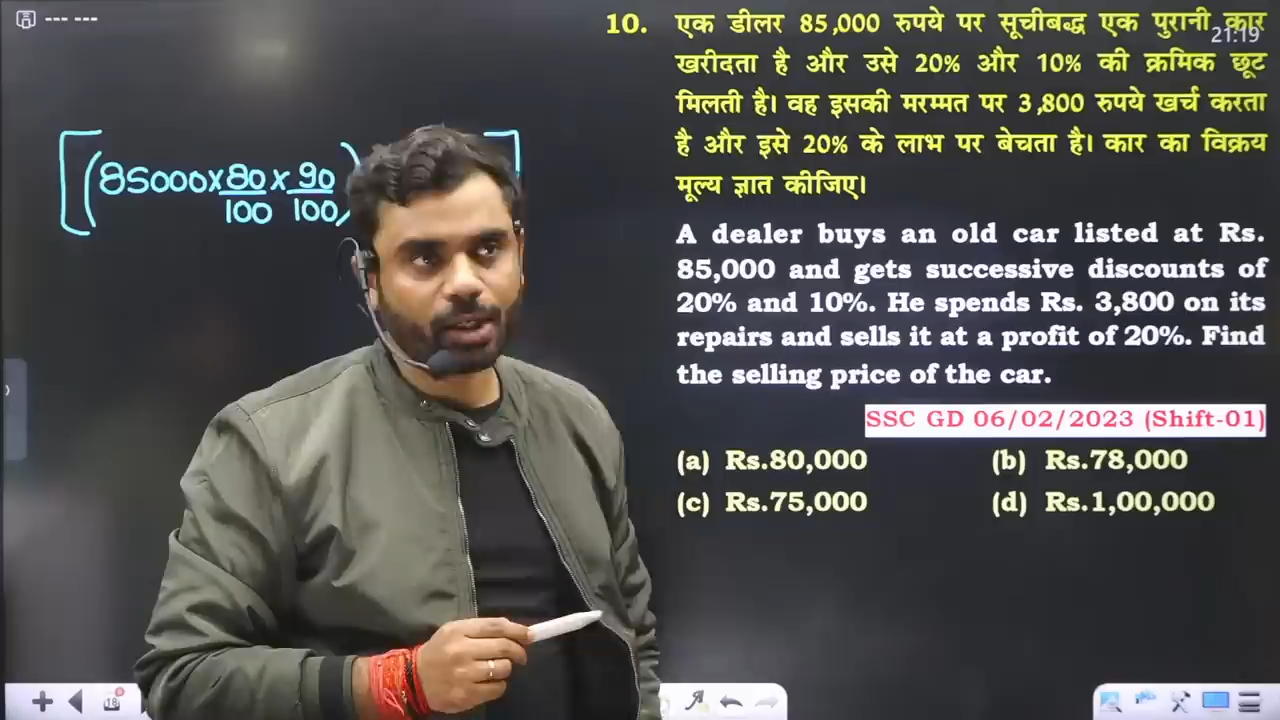 21:19
10. एक डीलर 85,000 रुपये पर सूचीबद्ध एक पुरानी कार
खरीदता है और उसे 20% और 10% की क्रमिक छूट
मिलती है। वह इसकी मरम्मत पर 3,800 रुपये खर्च करता
है और इसे 20% के लाभ पर बेचता है। कार का विक्रय
मूल्य ज्ञात कीजिए।
A dealer buys an old car listed at Rs.
85,000 and gets successive discounts of
20% and 10%. He spends Rs. 3,800 on its
repairs and sells it at a profit of 20%. Find
the selling price of the car.
SSC GD 06/02/2023 (Shift-01)
(a) Rs.80,000 (b) Rs.78,000
(c) Rs.75,000 (d) Rs.1,00,000
[(85000×80/100×90/100) ]
18